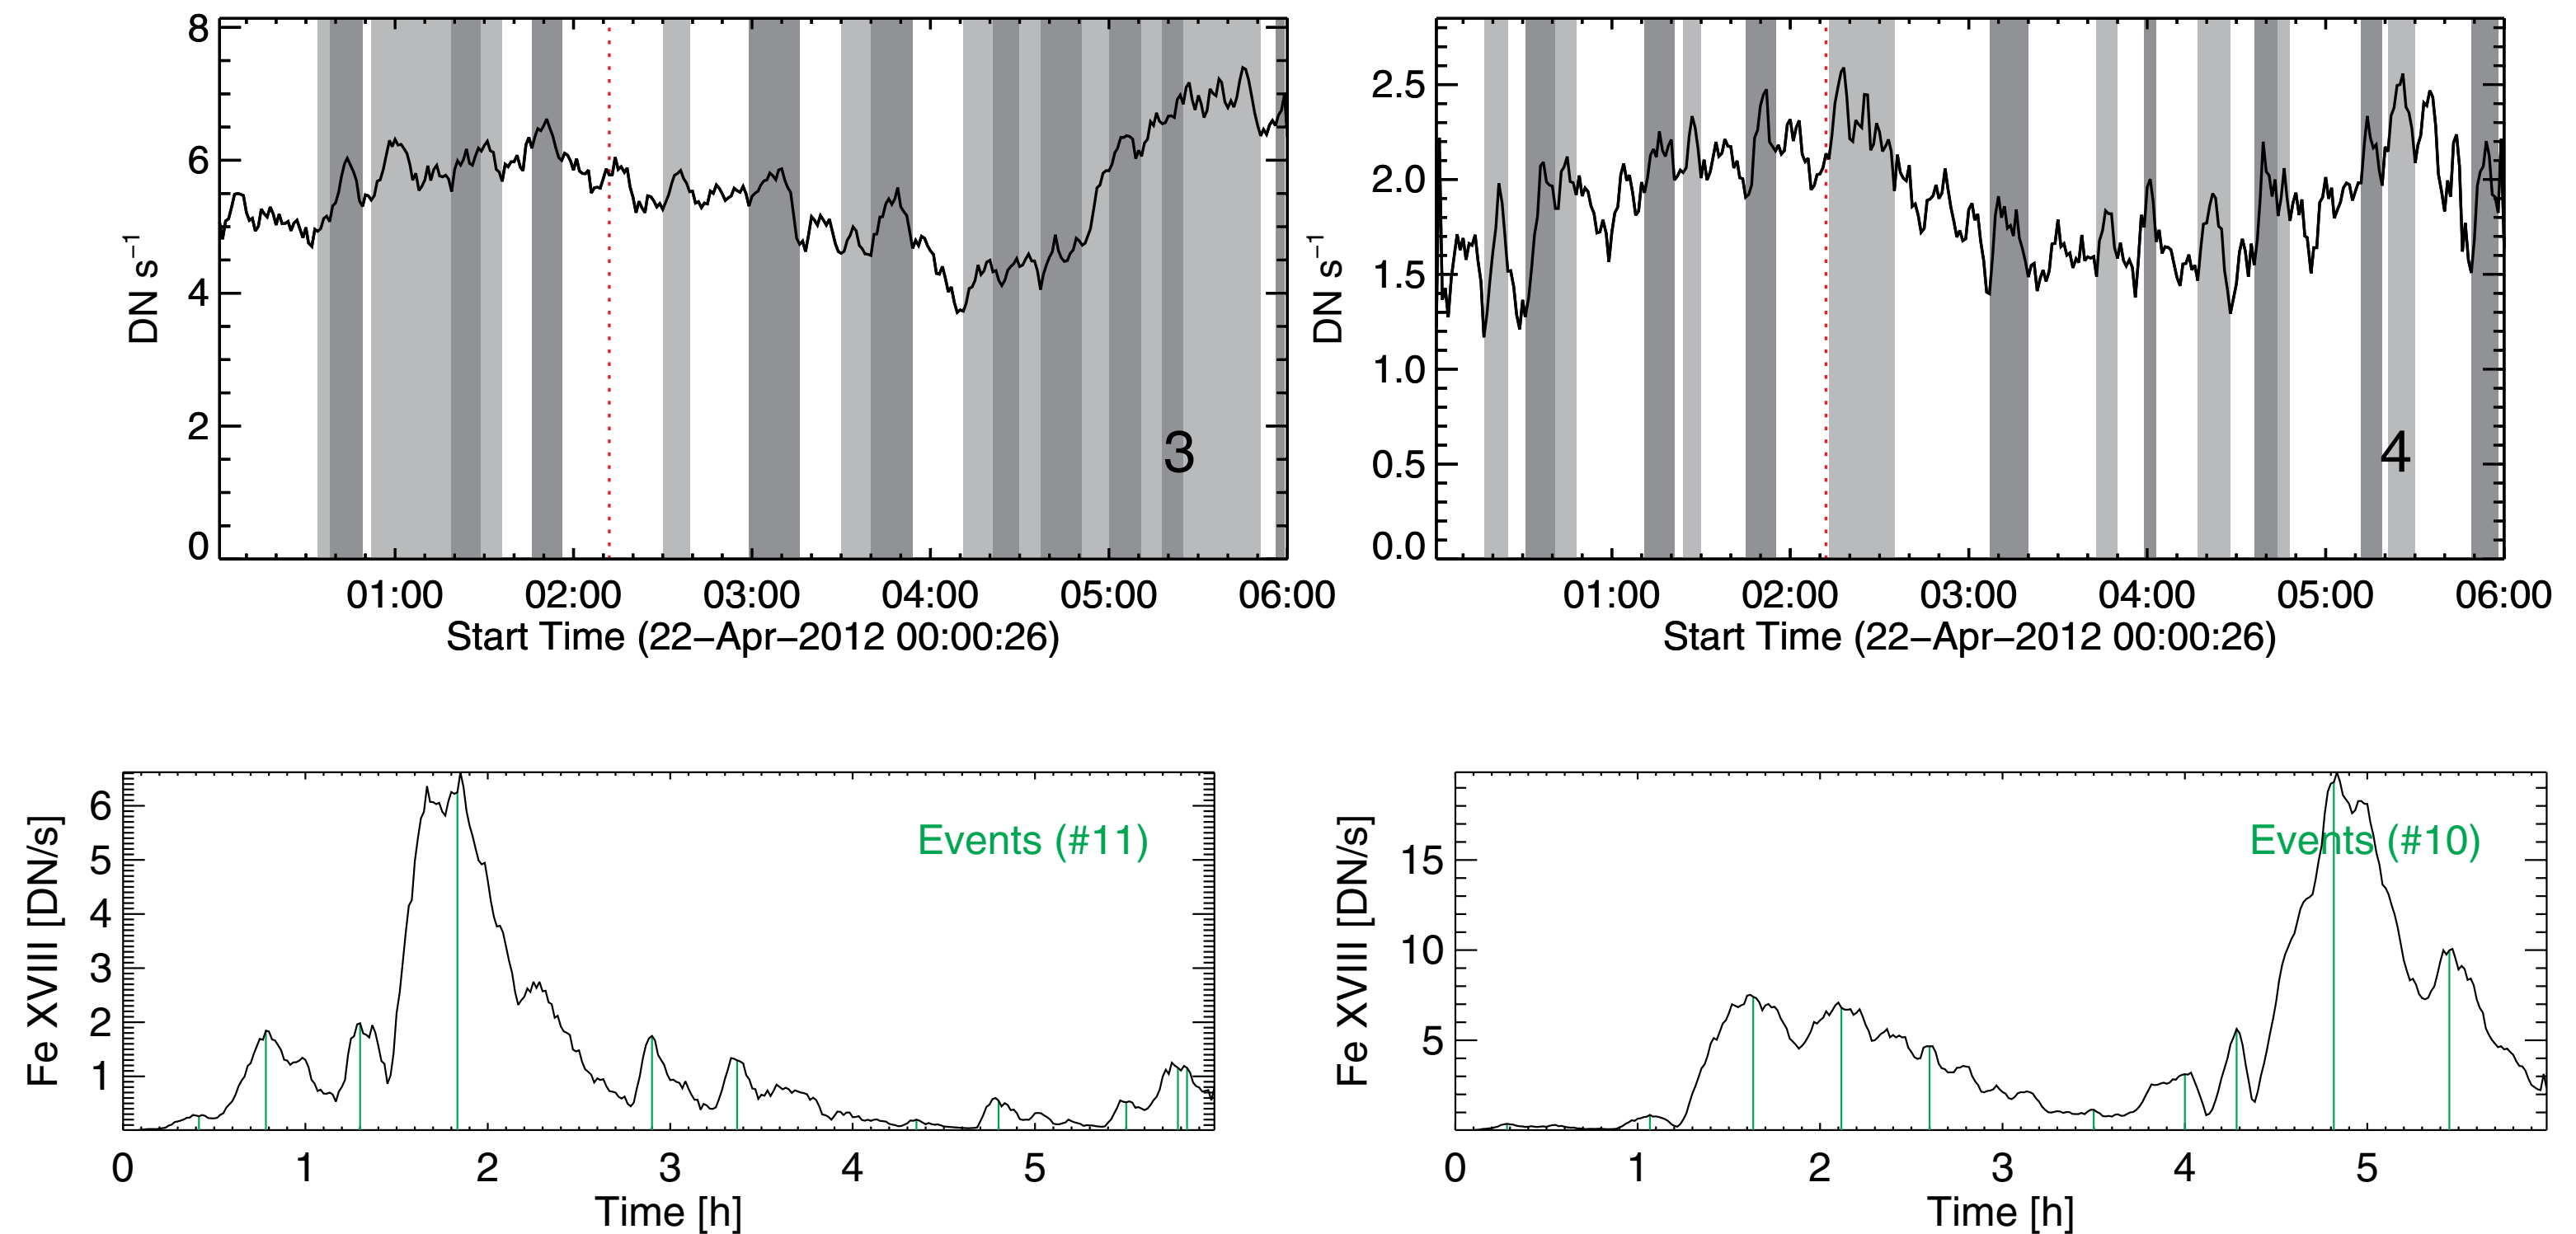 8
6
4
2
0
DN s⁻¹
3
01:00 02:00 03:00 04:00 05:00 06:00
Start Time (22−Apr−2012 00:00:26)
2.5
2.0
1.5
1.0
0.5
0.0
DN s⁻¹
4
01:00 02:00 03:00 04:00 05:00 06:00
Start Time (22−Apr−2012 00:00:26)
6
5
4
3
2
1
Fe XVIII [DN/s]
Events (#11)
0 1 2 3 4 5
Time [h]
15
10
5
Fe XVIII [DN/s]
Events (#10)
0 1 2 3 4 5
Time [h]